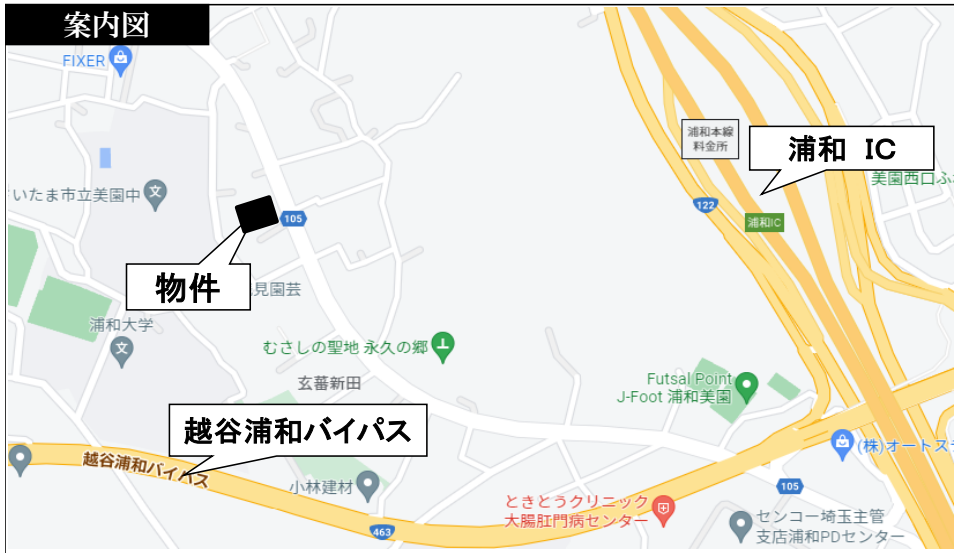 案内図
FIXER
浦和本線
料金所
浦和 IC
美園西口ふ
いたま市立美園中
文
122
105
浦和IC
物件
見園芸
浦和大学
文
むさしの聖地 永久の郷
玄蕃新田
Futsal Point
J-Foot 浦和美園
越谷浦和バイパス
(株)オートス
越谷浦和バイパス
小林建材
105
463
ときとうクリニック
大腸肛門病センター
センコー埼玉主管
支店浦和PDセンター